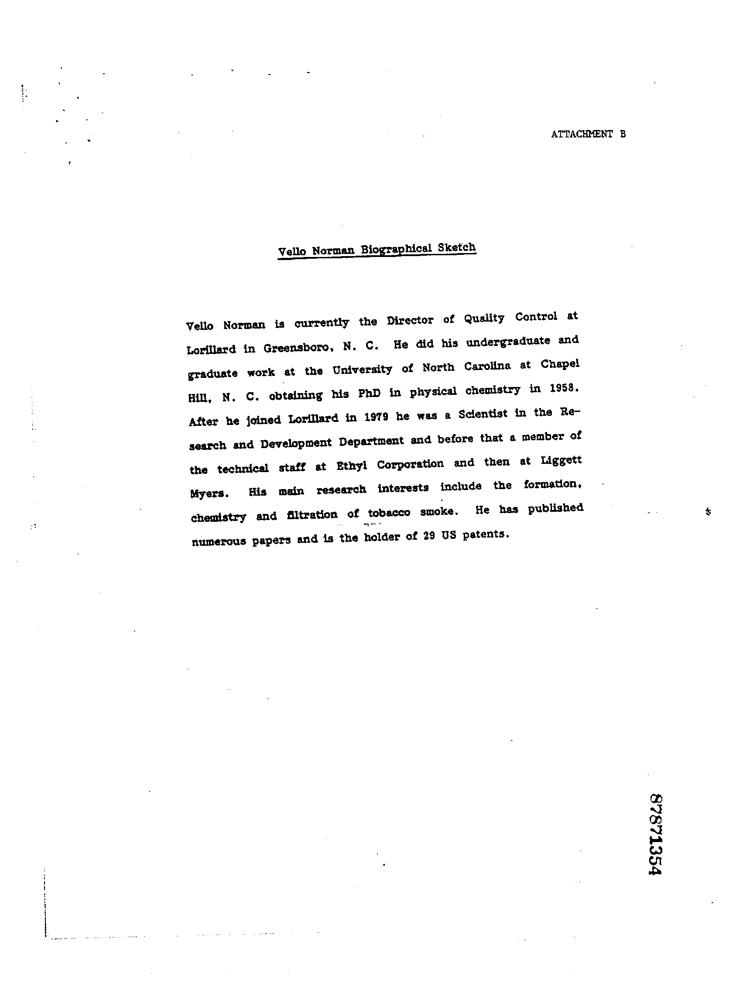 ATTACHMENT B
Vello Norman Biographical Sketch
Vello Norman is currently the Director of Quality Control at
Lorillard in Greensboro, N. C. He did his undergraduate and
graduate work at the University of North Carolina at Chapel
Hill, N. C. obtaining his PhD in physical chemistry in 1958.
After he joined Lorillard in 1979 he was a Scientist in the Re-
search and Development Department and before that a member of
the technical staff at Ethyl Corporation and then at Liggett
Myers. His main research interests include the formation,
chemistry and filtration of tobacco smoke. He has published
numerous papers and is the holder of 29 US patents.
87871354